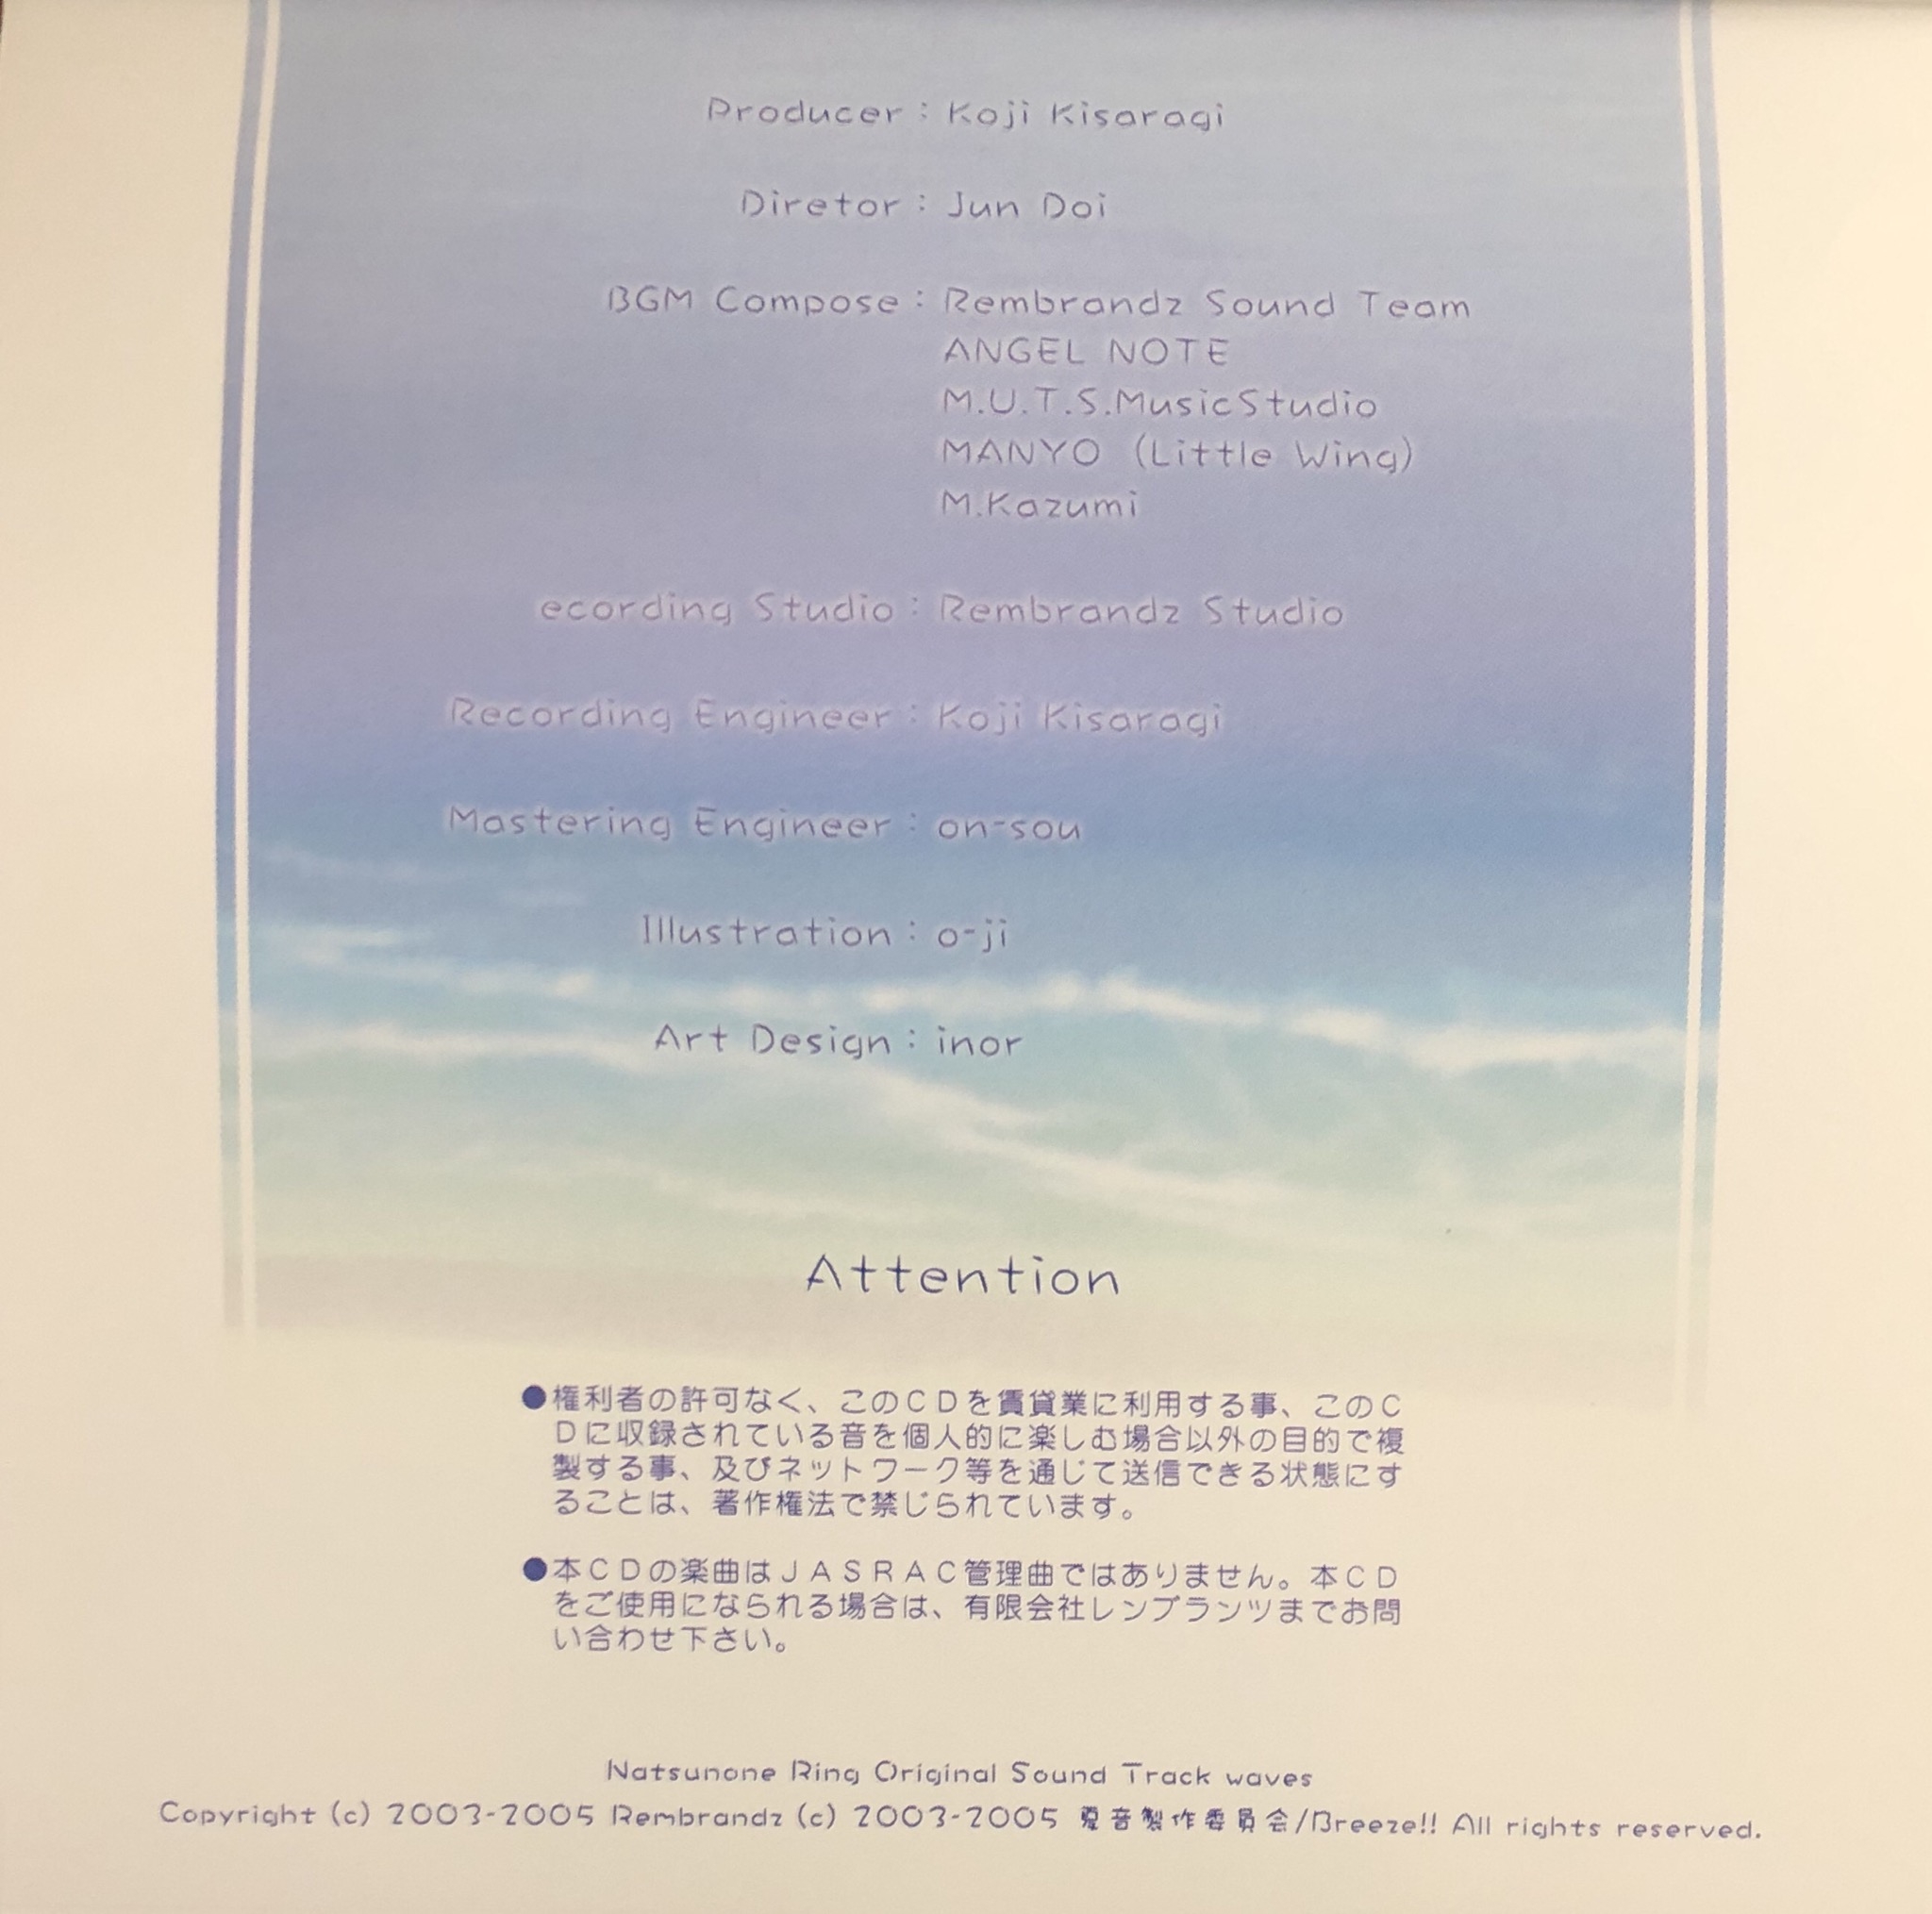 Producer：Koji Kisaragi
Diretor：Jun Doi
BGM Compose：Rembrandz Sound Team
ANGEL NOTE
M.U.T.S.MusicStudio
MANYO (Little Wing)
M.Kazumi
ecording Studio：Rembrandz Studio
Recording Engineer：Koji Kisaragi
Mastering Engineer：on-sou
Illustration：o-ji
Art Design：inor
Attention
●権利者の許可なく、このＣＤを賃貸業に利用する事、このＣ
Ｄに収録されている音を個人的に楽しむ場合以外の目的で複
製する事、及びネットワーク等を通じて送信できる状態にす
ることは、著作権法で禁じられています。
●本ＣＤの楽曲はＪＡＳＲＡＣ管理曲ではありません。本ＣＤ
をご使用になられる場合は、有限会社レンブランツまでお問
い合わせ下さい。
Natsunone Ring Original Sound Track waves
Copyright (c) 2003-2005 Rembrandz (c) 2003-2005 夏音製作委員会/Breeze!! All rights reserved.